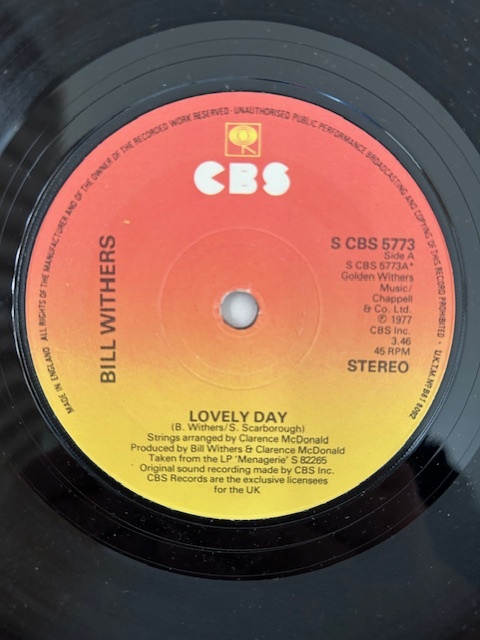 ALL RIGHTS OF THE MANUFACTURER AND OF THE OWNER OF THE RECORDED WORK RESERVED · UNAUTHORISED PUBLIC PERFORMANCE BROADCASTING AND COPYING OF THIS RECORD PROHIBITED · U.K.T.M. Nº B61 8092
MADE IN ENGLAND
CBS
BILL WITHERS
S CBS 5773
Side A
S CBS 5773A*
Golden Withers
Music/
Chappell
& Co. Ltd.
℗ 1977
CBS Inc.
3.46
45 RPM
STEREO
LOVELY DAY
(B. Withers/S. Scarborough)
Strings arranged by Clarence McDonald
Produced by Bill Withers & Clarence McDonald
Taken from the LP 'Menagerie' S 82265
Original sound recording made by CBS Inc.
CBS Records are the exclusive licensees
for the UK